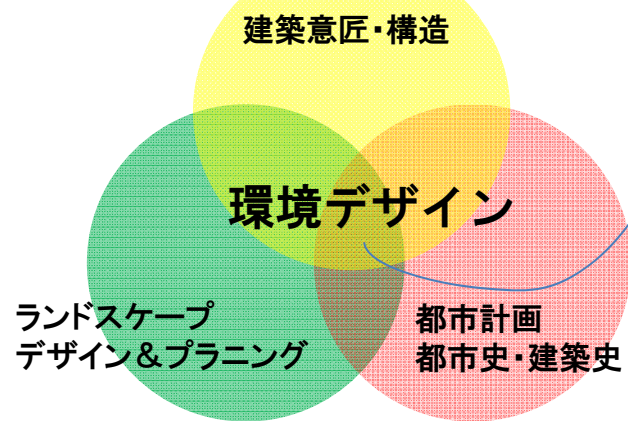 建築意匠・構造
環境デザイン
ランドスケープ
デザイン＆プラニング
都市計画
都市史・建築史